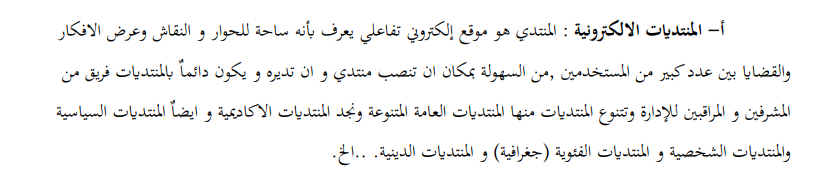 أ– المنتديات الالكترونية : المنتدي هو موقع إلكتروني تفاعلي يعرف بأنه ساحة للحوار و النقاش وعرض الافكار
والقضايا بين عدد كبير من المستخدمين ,من السهولة بمكان ان تنصب منتدي و ان تديره و يكون دائماٌ بالمنتديات فريق من
المشرفين و المراقبين للإدارة وتتنوع المنتديات منها المنتديات العامة المتنوعة ونجد المنتديات الاكاديمية و ايضاٌ المنتديات السياسية
والمنتديات الشخصية و المنتديات الفئوية (جغرافية) و المنتديات الدينية. ..الخ.